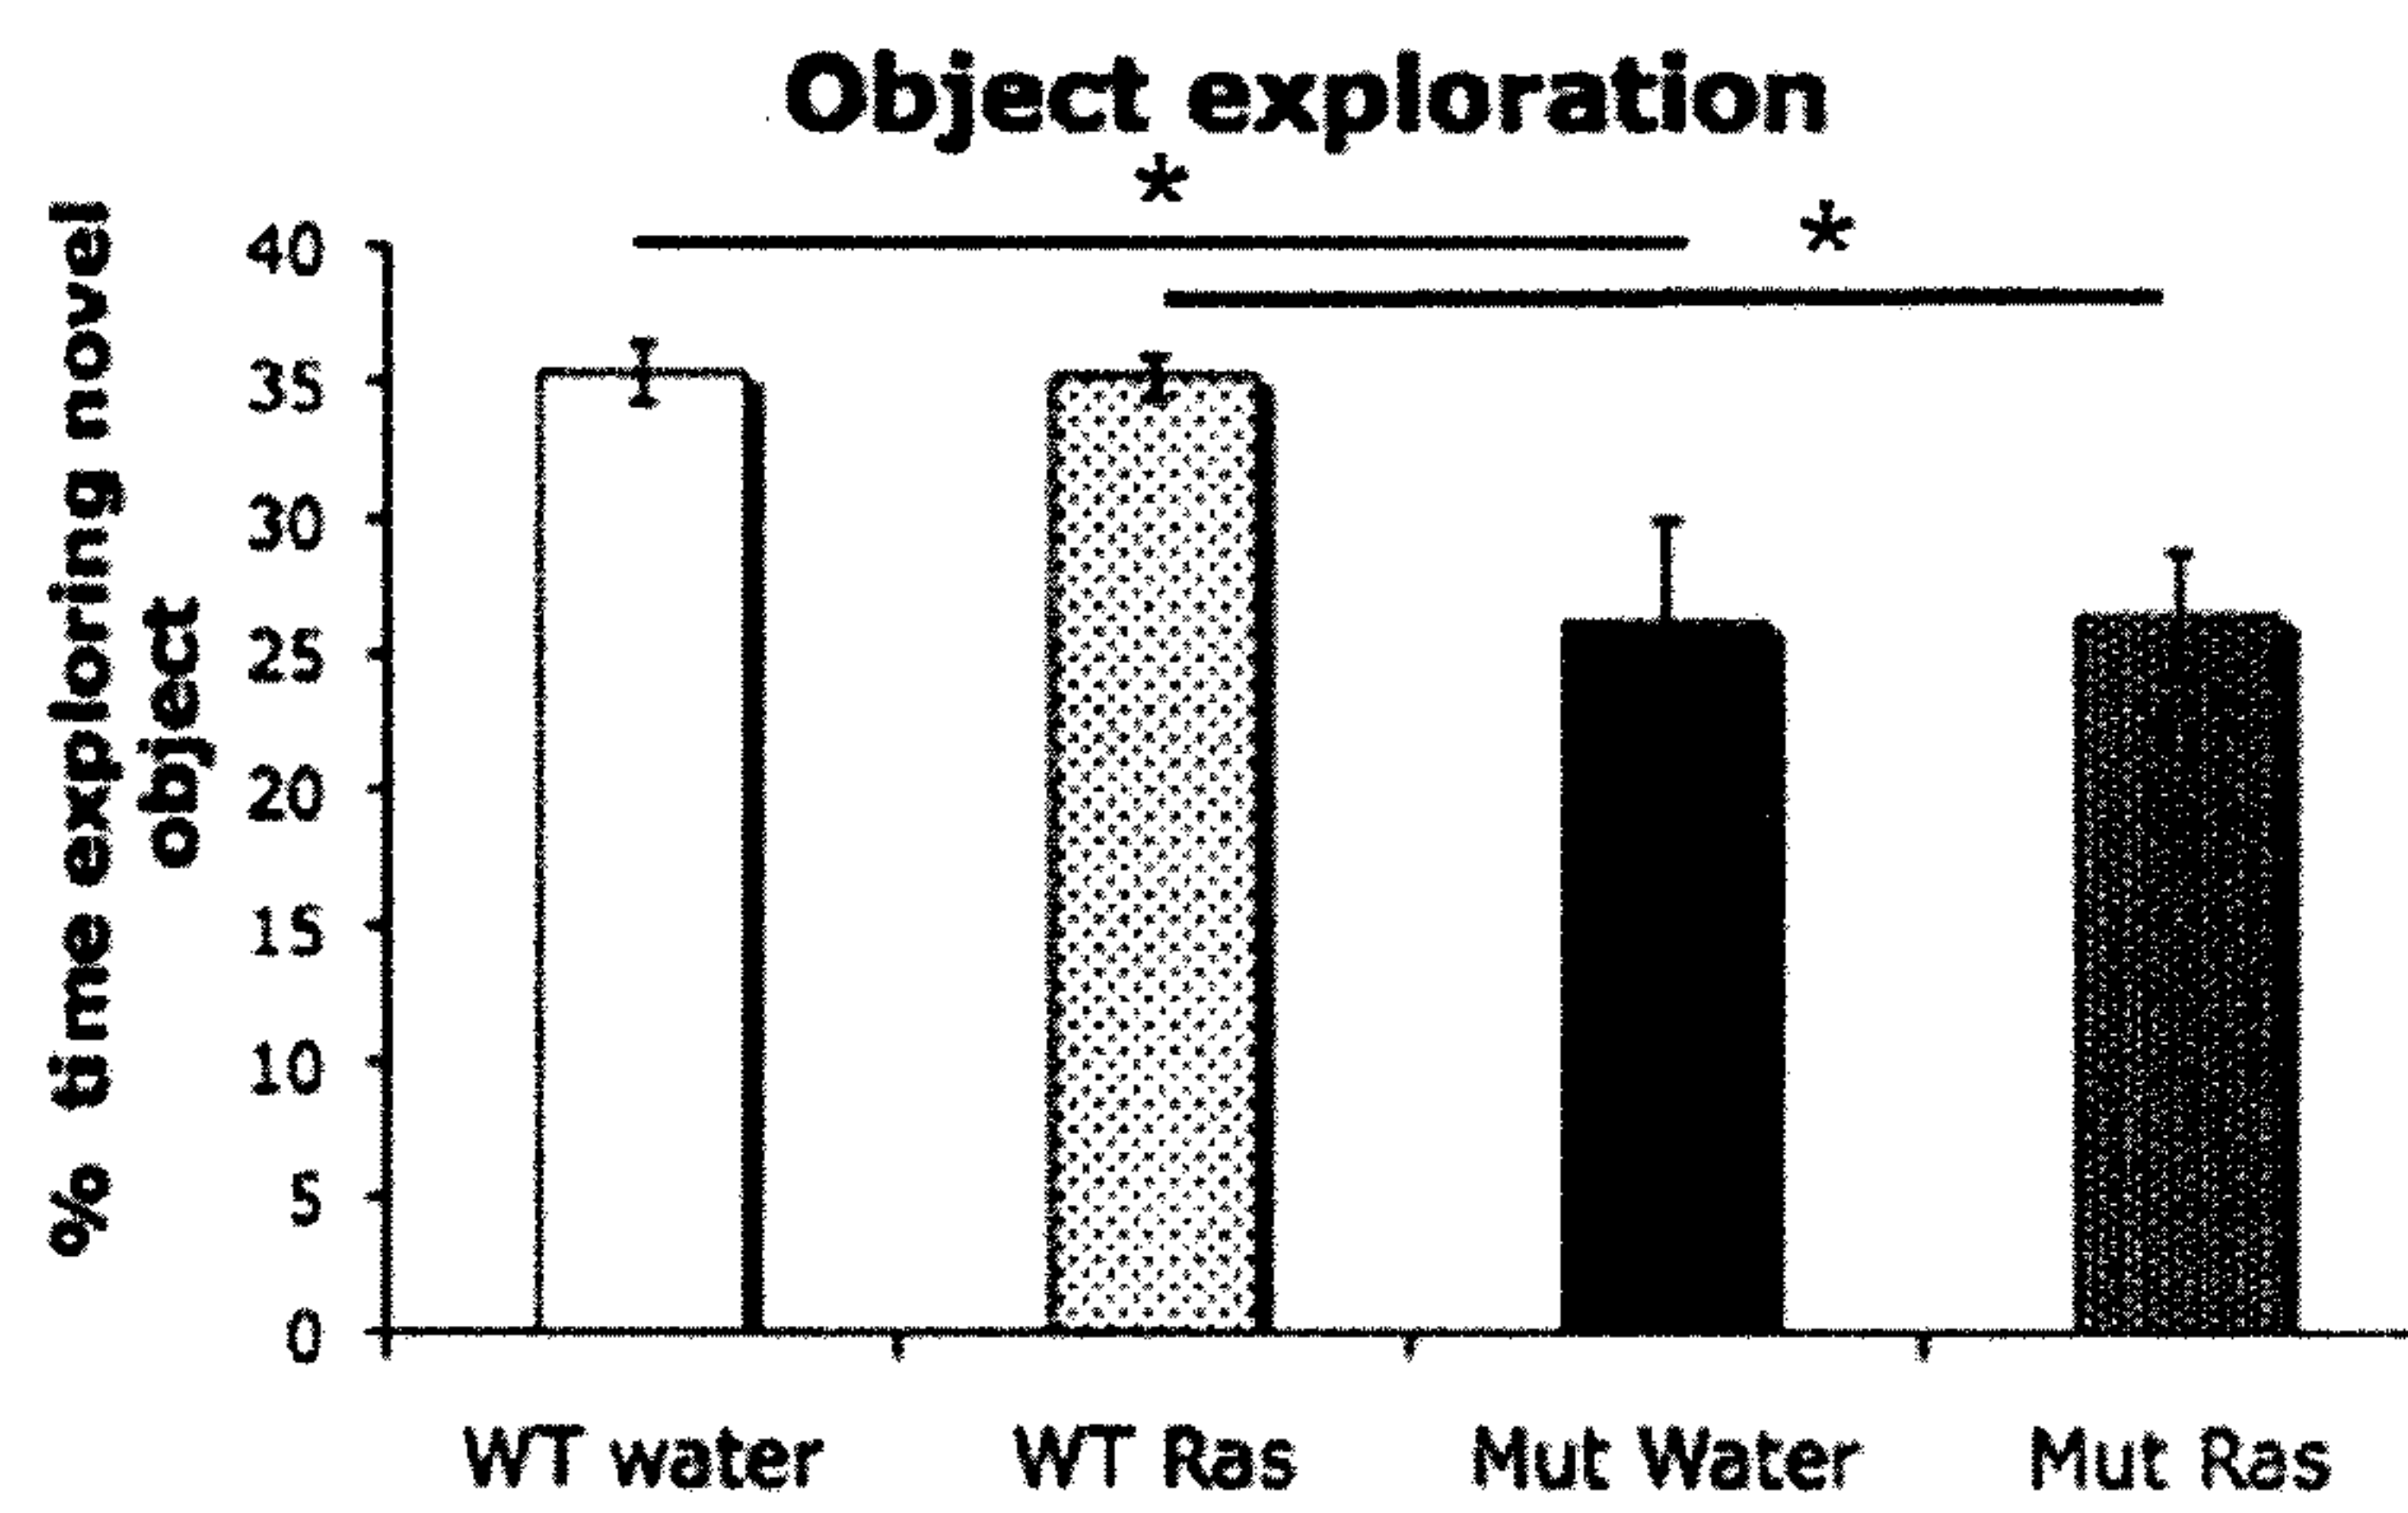 Object exploration
*
*
% time exploring novel
object
40
35
30
25
20
15
10
5
0
WT water
WT Ras
Mut Water
Mut Ras